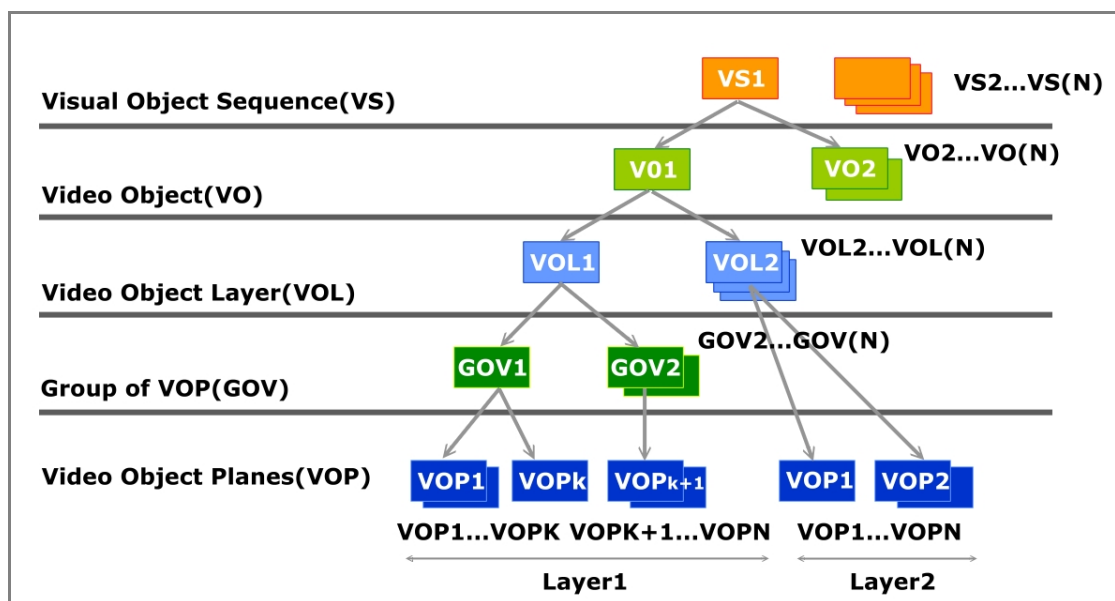 VS1
VS2...VS(N)
Visual Object Sequence(VS)
V01
VO2
VO2...VO(N)
Video Object(VO)
VOL1
VOL2
VOL2...VOL(N)
Video Object Layer(VOL)
GOV1
GOV2
GOV2...GOV(N)
Group of VOP(GOV)
Video Object Planes(VOP)
VOP1
VOPk
VOPk+1
VOP1
VOP2
VOP1...VOPK
VOPK+1...VOPN
VOP1...VOPN
Layer1
Layer2